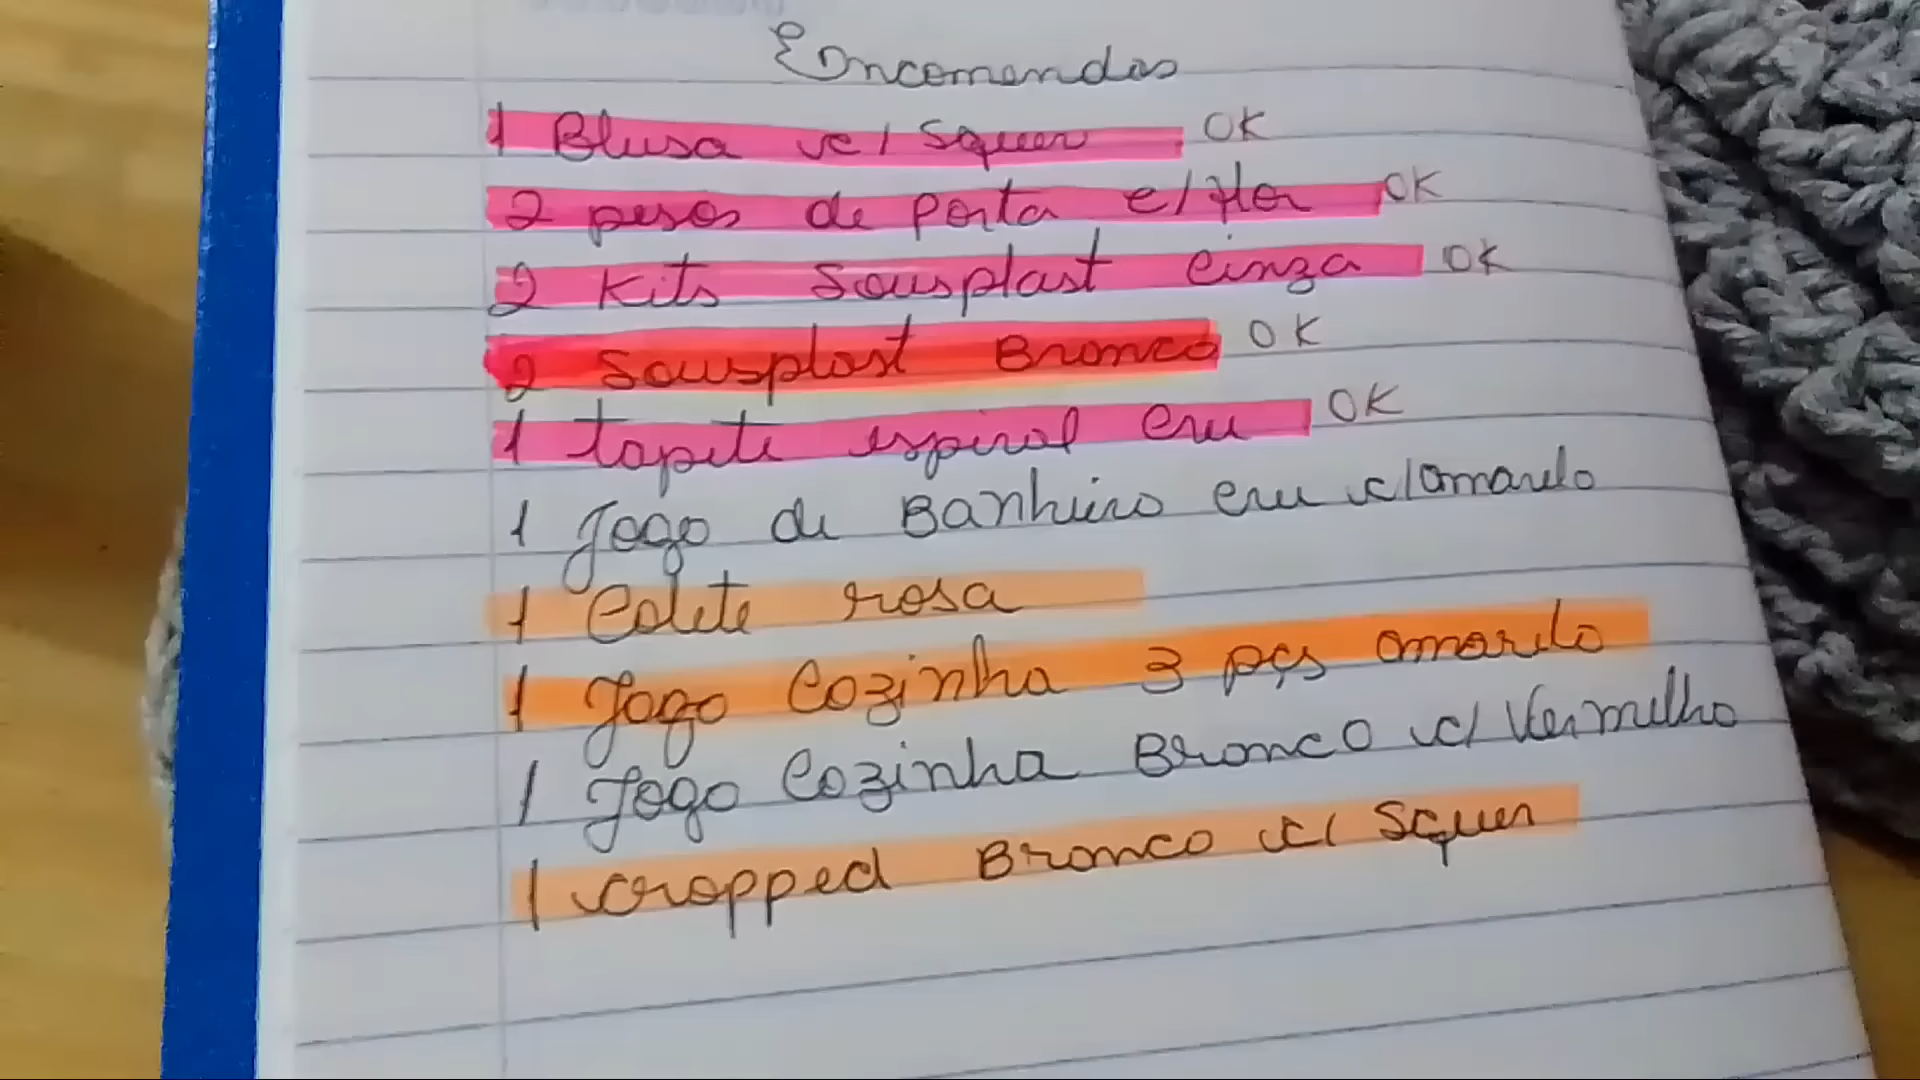 Encomendas
1 Blusa c/ Squer OK
2 pesos de Porta c/ flor OK
2 Kits Sousplast cinza OK
2 Sousplast Branco OK
1 tapete espiral cru OK
1 Jogo de Banheiro cru c/ amarelo
1 Colete rosa
1 Jogo Cozinha 3 pçs amarelo
1 Jogo Cozinha Branco c/ Vermelho
1 cropped Branco c/ Squer